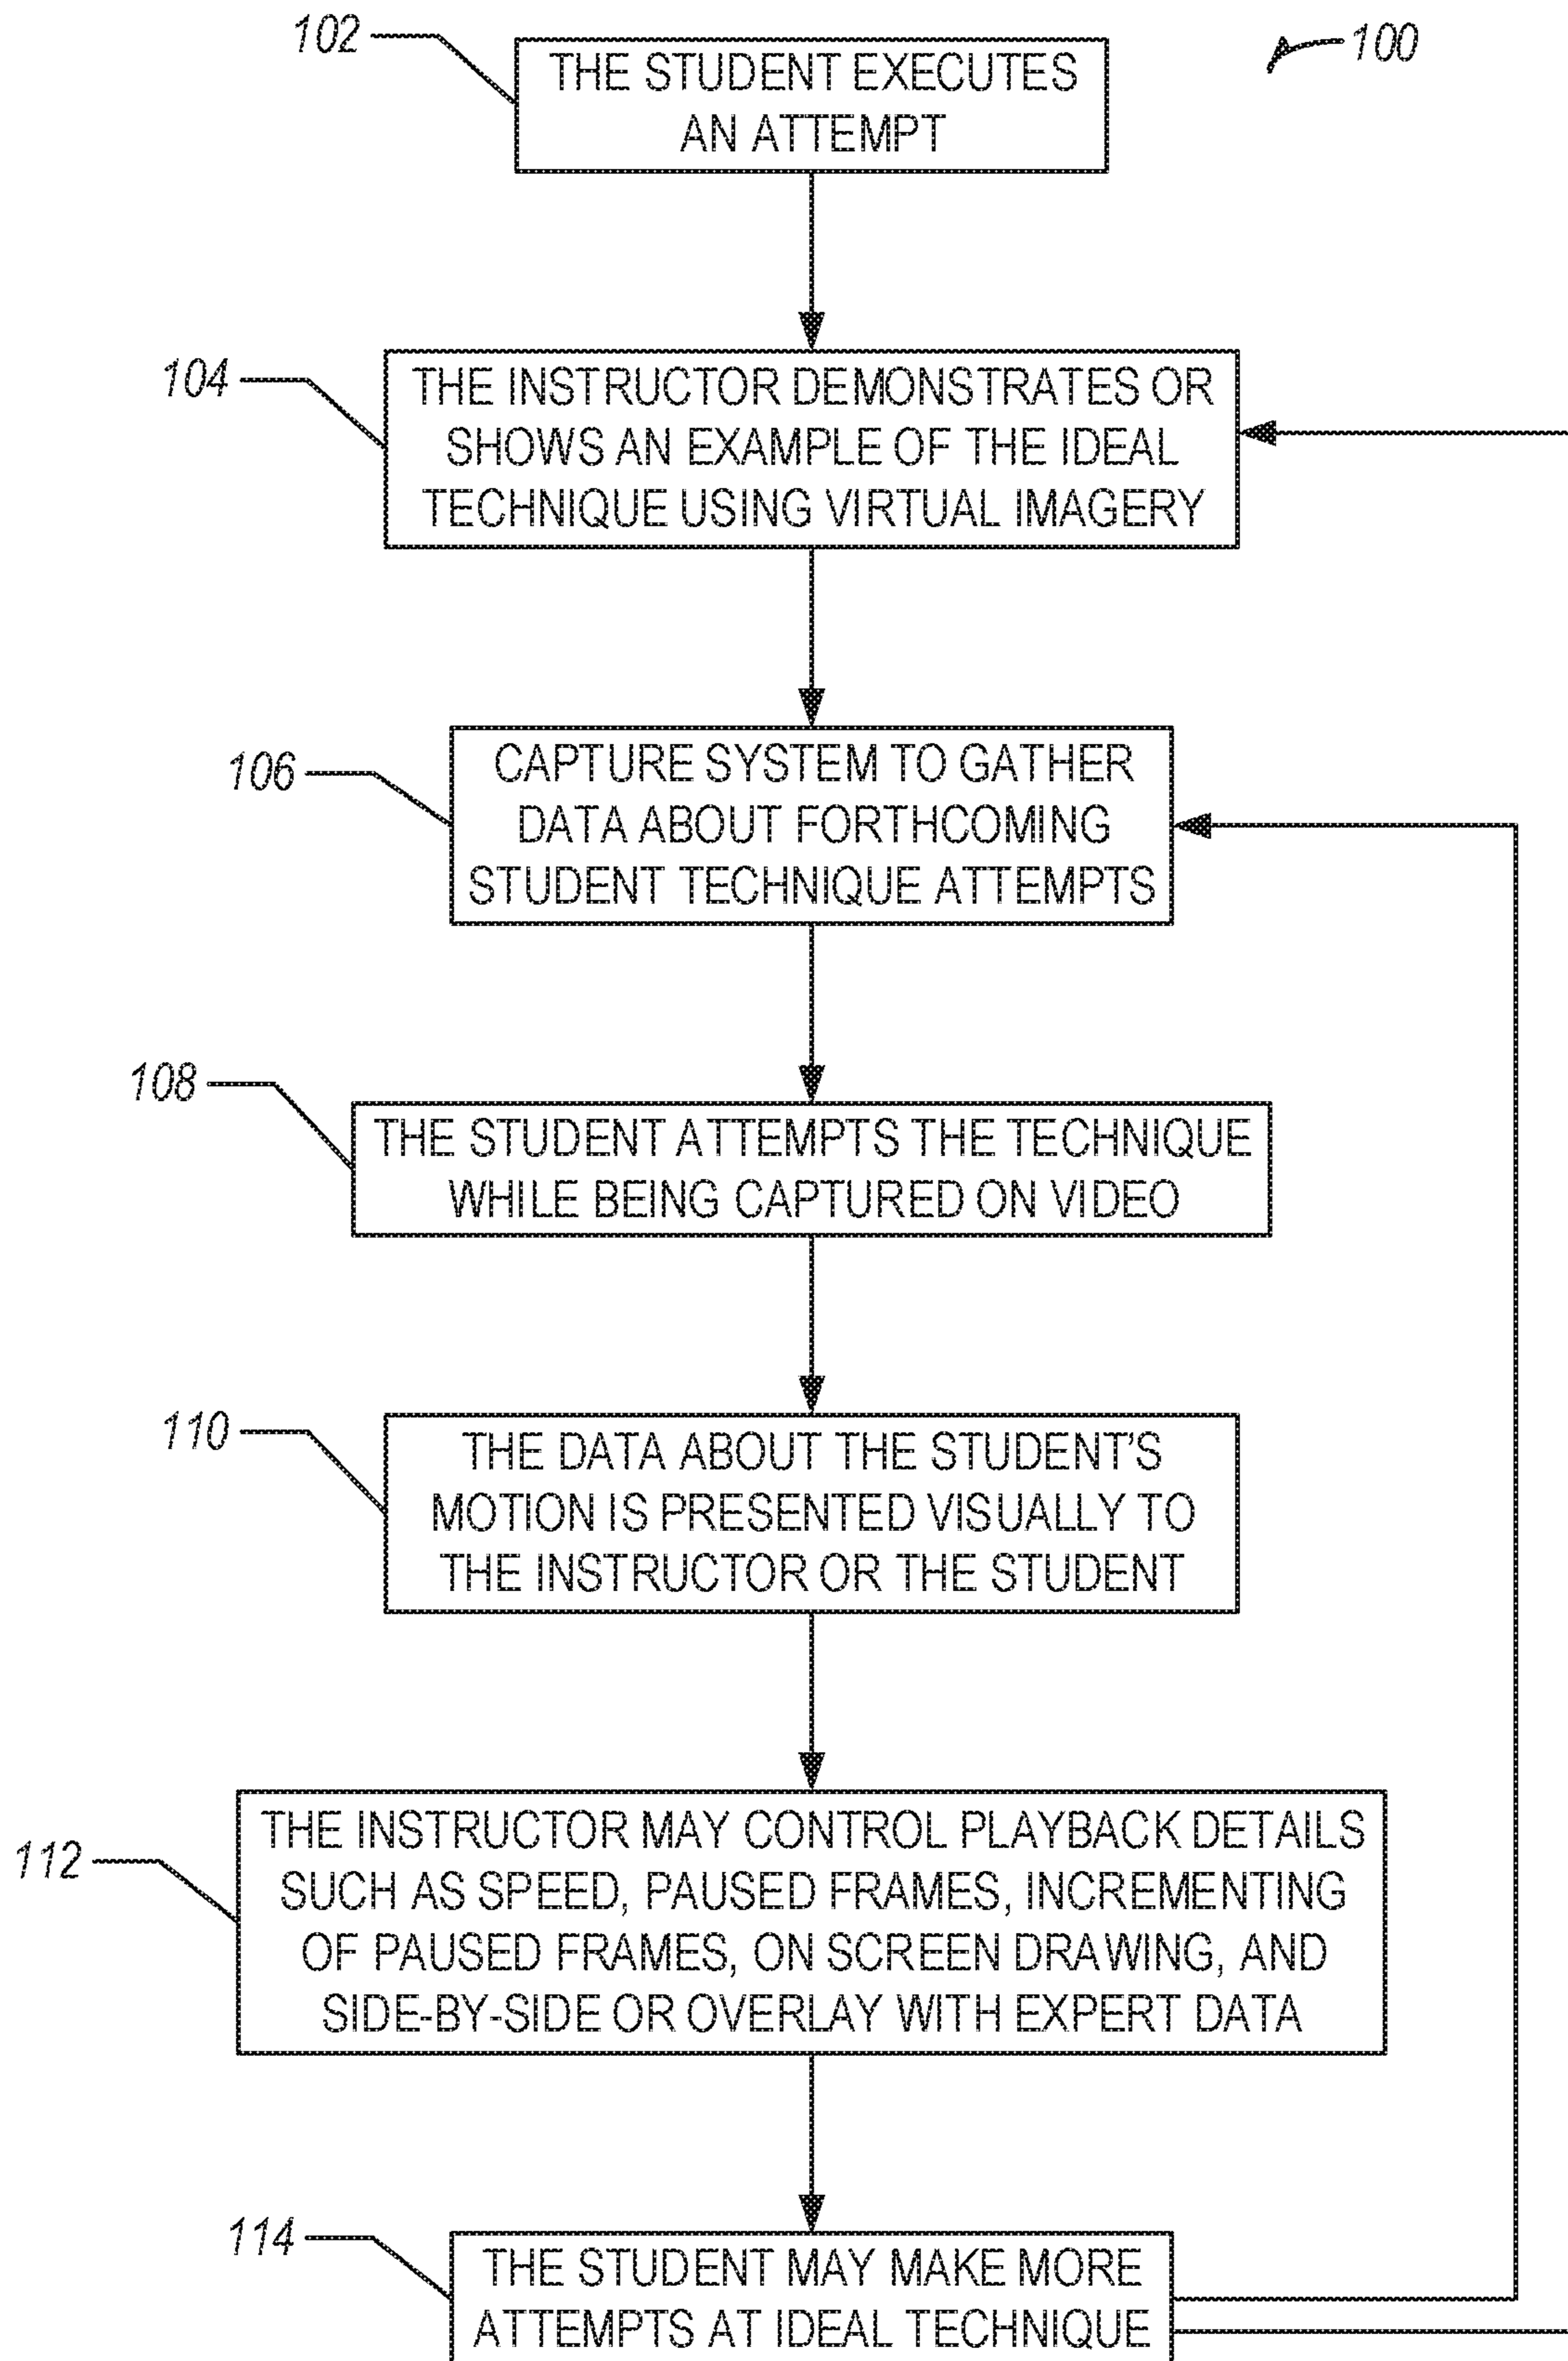 102
THE STUDENT EXECUTES
AN ATTEMPT
100
104
THE INSTRUCTOR DEMONSTRATES OR
SHOWS AN EXAMPLE OF THE IDEAL
TECHNIQUE USING VIRTUAL IMAGERY
106
CAPTURE SYSTEM TO GATHER
DATA ABOUT FORTHCOMING
STUDENT TECHNIQUE ATTEMPTS
108
THE STUDENT ATTEMPTS THE TECHNIQUE
WHILE BEING CAPTURED ON VIDEO
110
THE DATA ABOUT THE STUDENT'S
MOTION IS PRESENTED VISUALLY TO
THE INSTRUCTOR OR THE STUDENT
112
THE INSTRUCTOR MAY CONTROL PLAYBACK DETAILS
SUCH AS SPEED, PAUSED FRAMES, INCREMENTING
OF PAUSED FRAMES, ON SCREEN DRAWING, AND
SIDE-BY-SIDE OR OVERLAY WITH EXPERT DATA
114
THE STUDENT MAY MAKE MORE
ATTEMPTS AT IDEAL TECHNIQUE